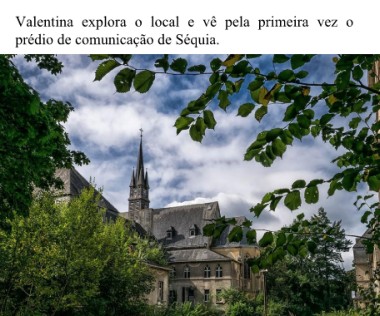 Valentina explora o local e vê pela primeira vez o
prédio de comunicação de Séquia.